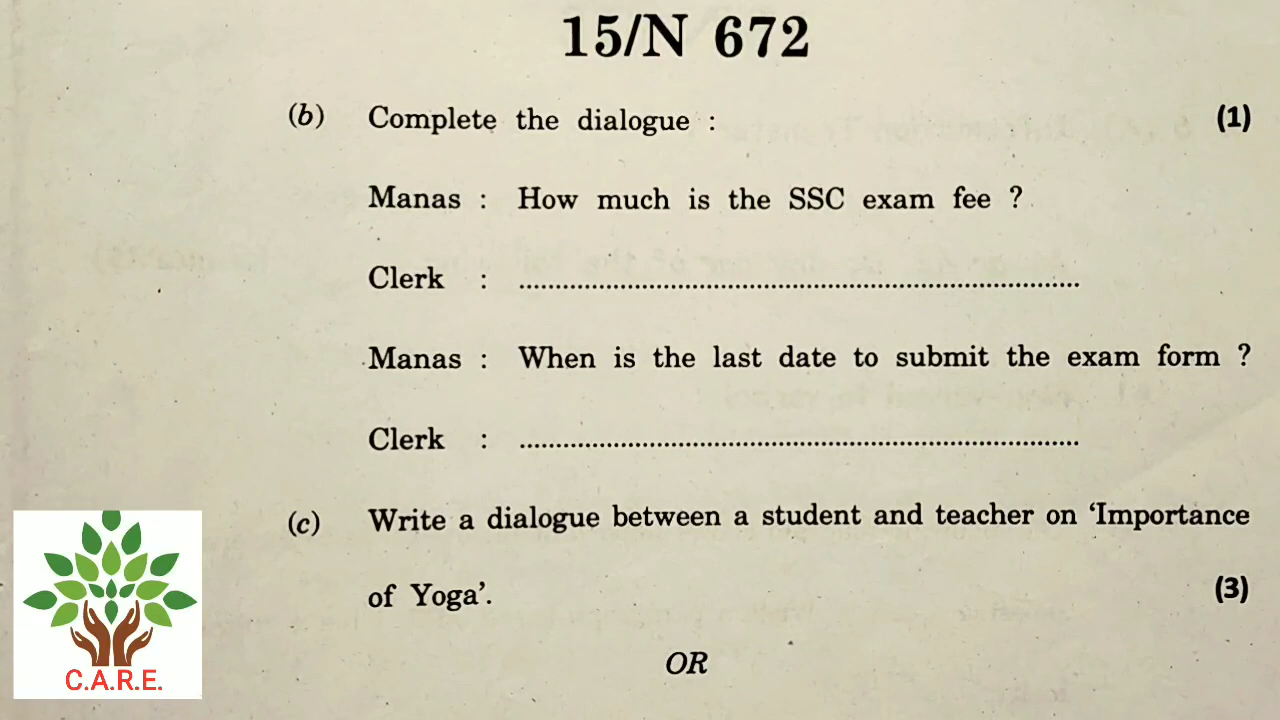 15/N 672
(b) Complete the dialogue : (1)
Manas : How much is the SSC exam fee ?
Clerk : ......................................................................
Manas : When is the last date to submit the exam form ?
Clerk : ......................................................................
(c) Write a dialogue between a student and teacher on ‘Importance
of Yoga’. (3)
OR
C.A.R.E.